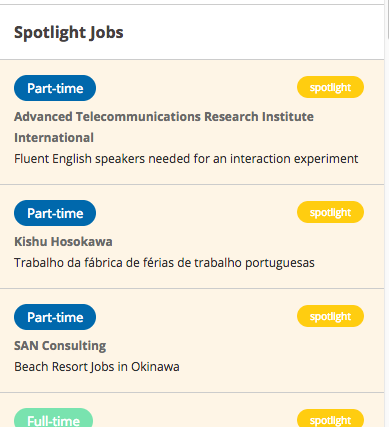 Spotlight Jobs
Part-time
spotlight
Advanced Telecommunications Research Institute
International
Fluent English speakers needed for an interaction experiment
Part-time
spotlight
Kishu Hosokawa
Trabalho da fábrica de férias de trabalho portuguesas
Part-time
spotlight
SAN Consulting
Beach Resort Jobs in Okinawa
Full-time
spotlight